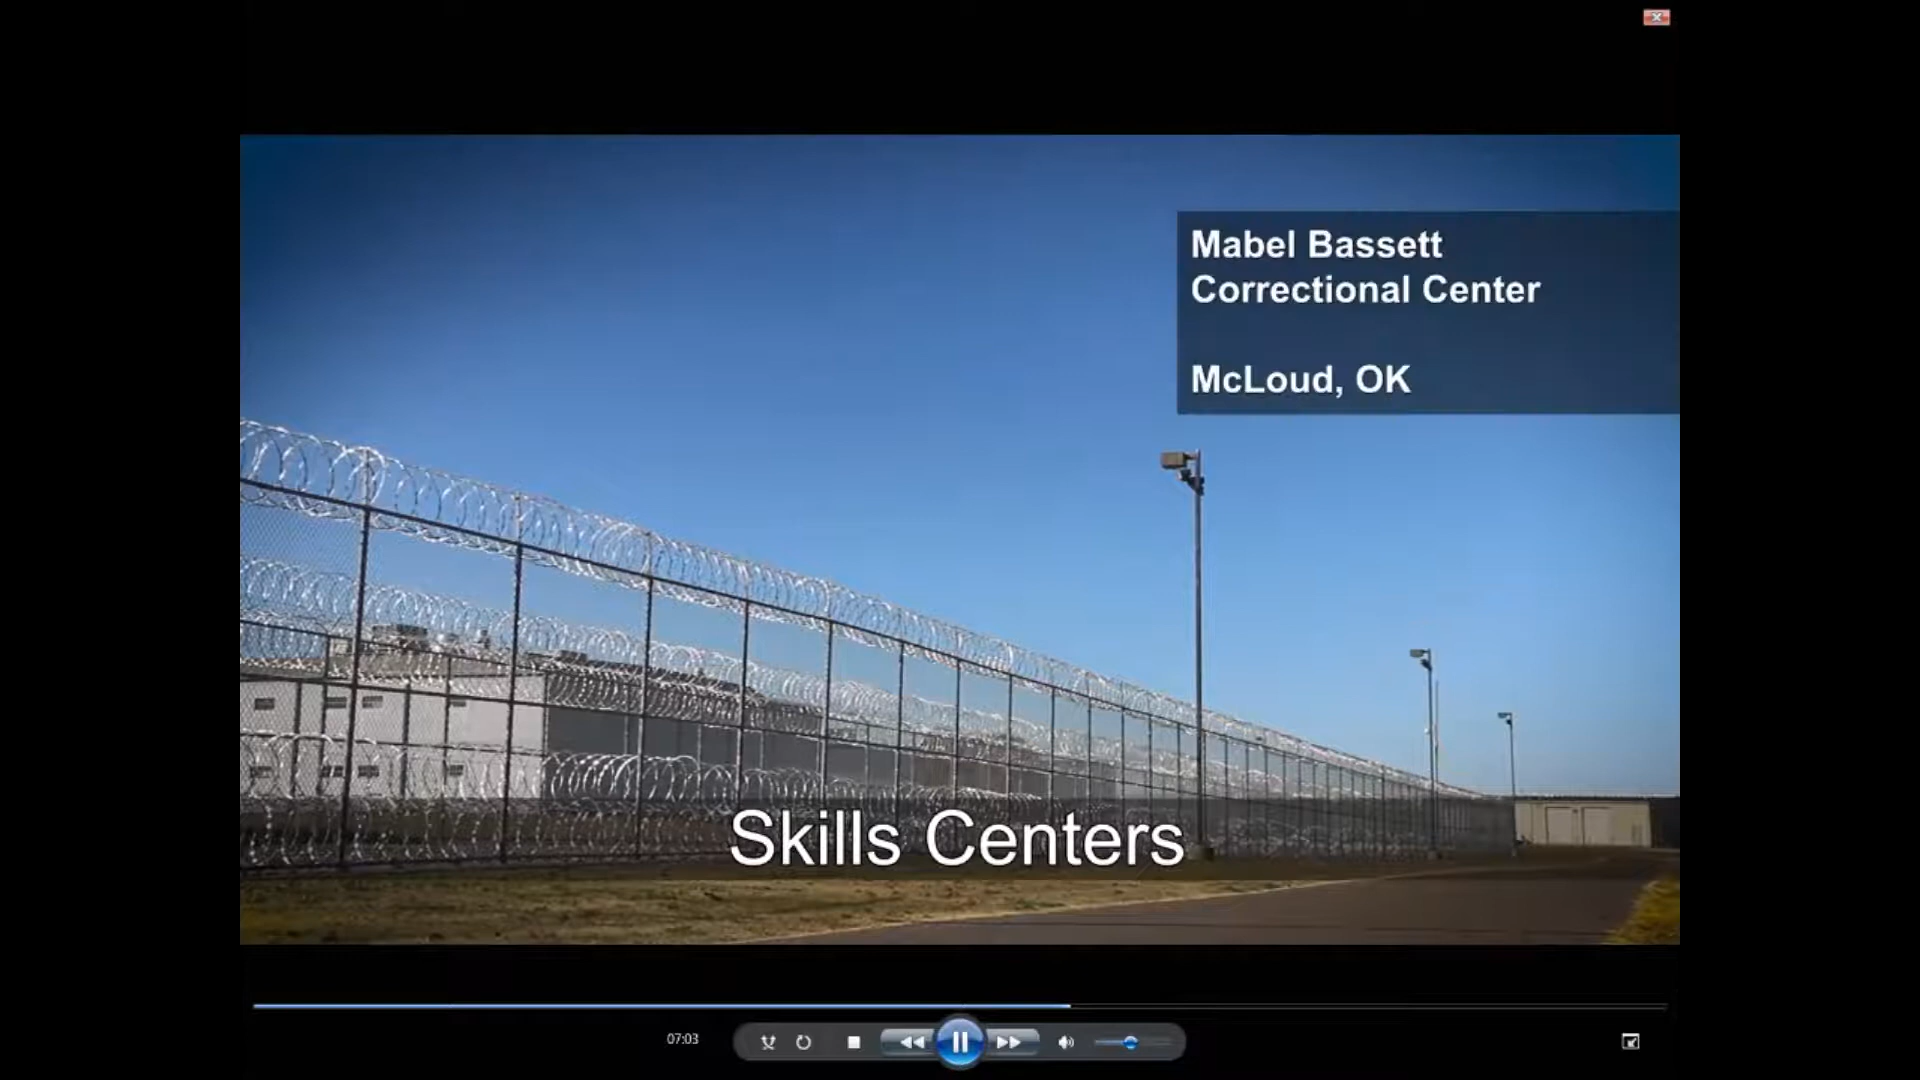 Mabel Bassett
Correctional Center
McLoud, OK
Skills Centers
07:03